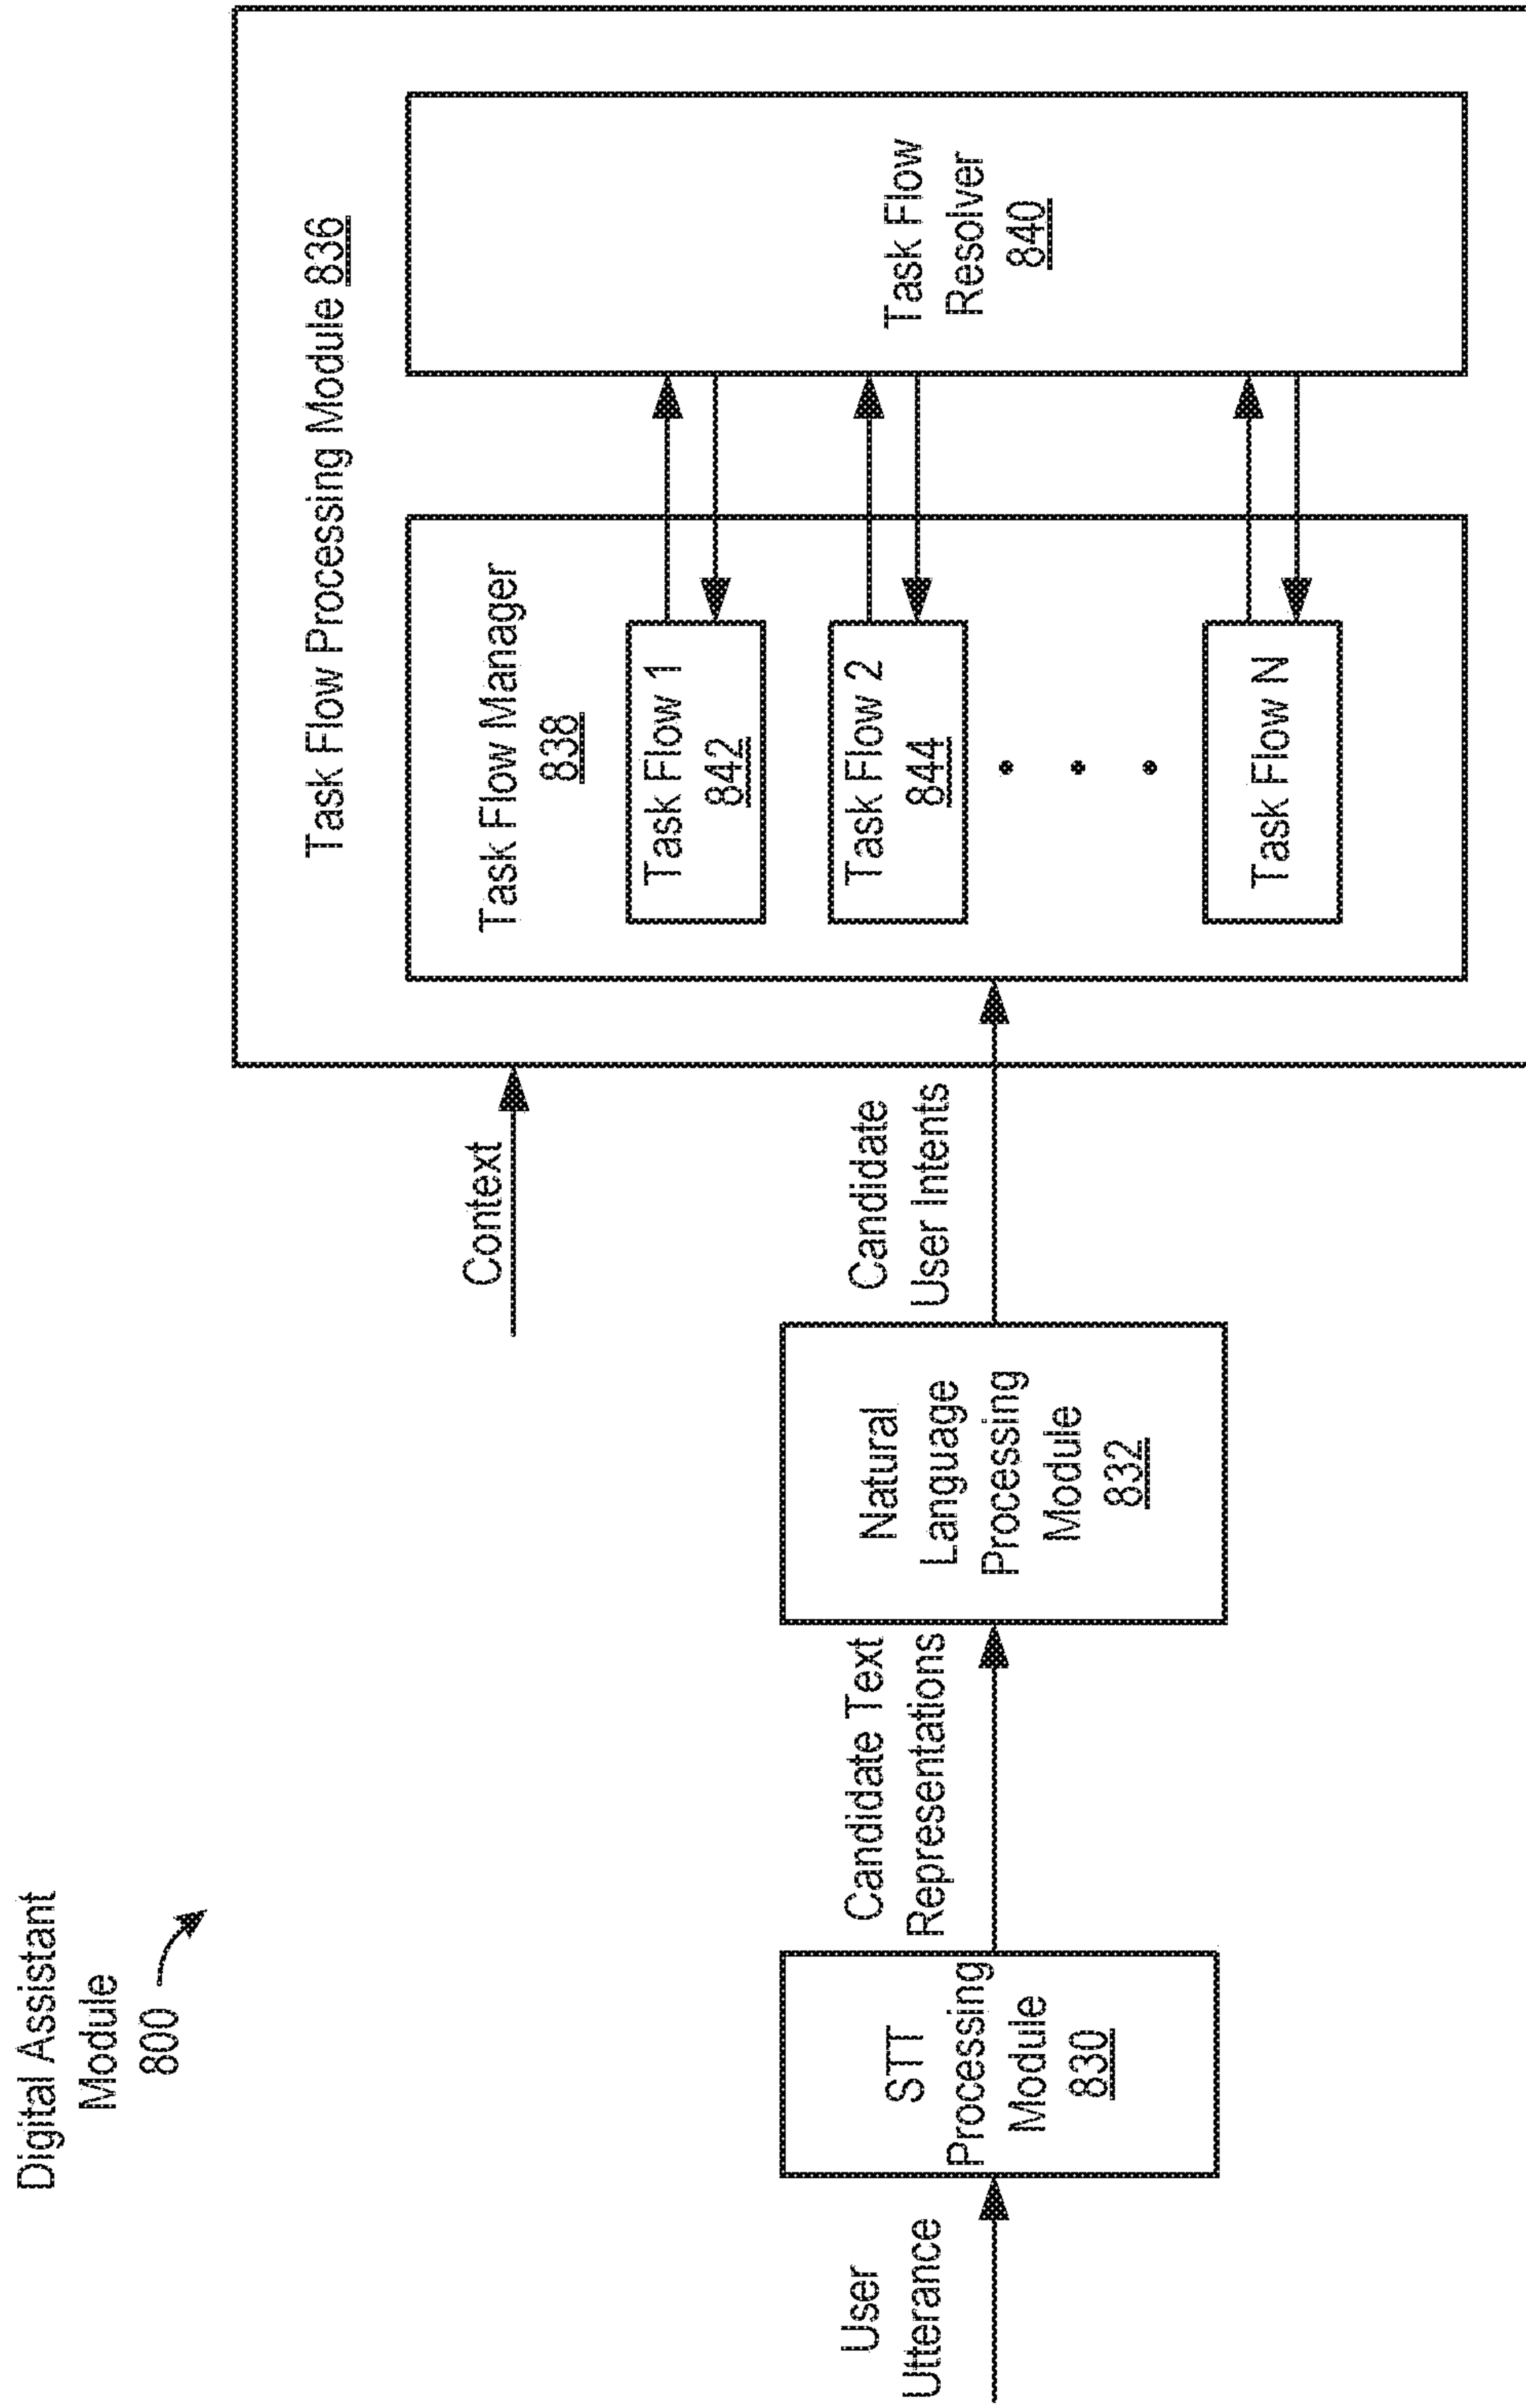 Digital Assistant
Module
800
User
Utterance
STT
Processing
Module
830
Candidate Text
Representations
Natural
Language
Processing
Module
832
Context
Candidate
User Intents
Task Flow Processing Module 836
Task Flow Manager
838
Task Flow 1
842
Task Flow 2
844
Task Flow N
Task Flow
Resolver
840